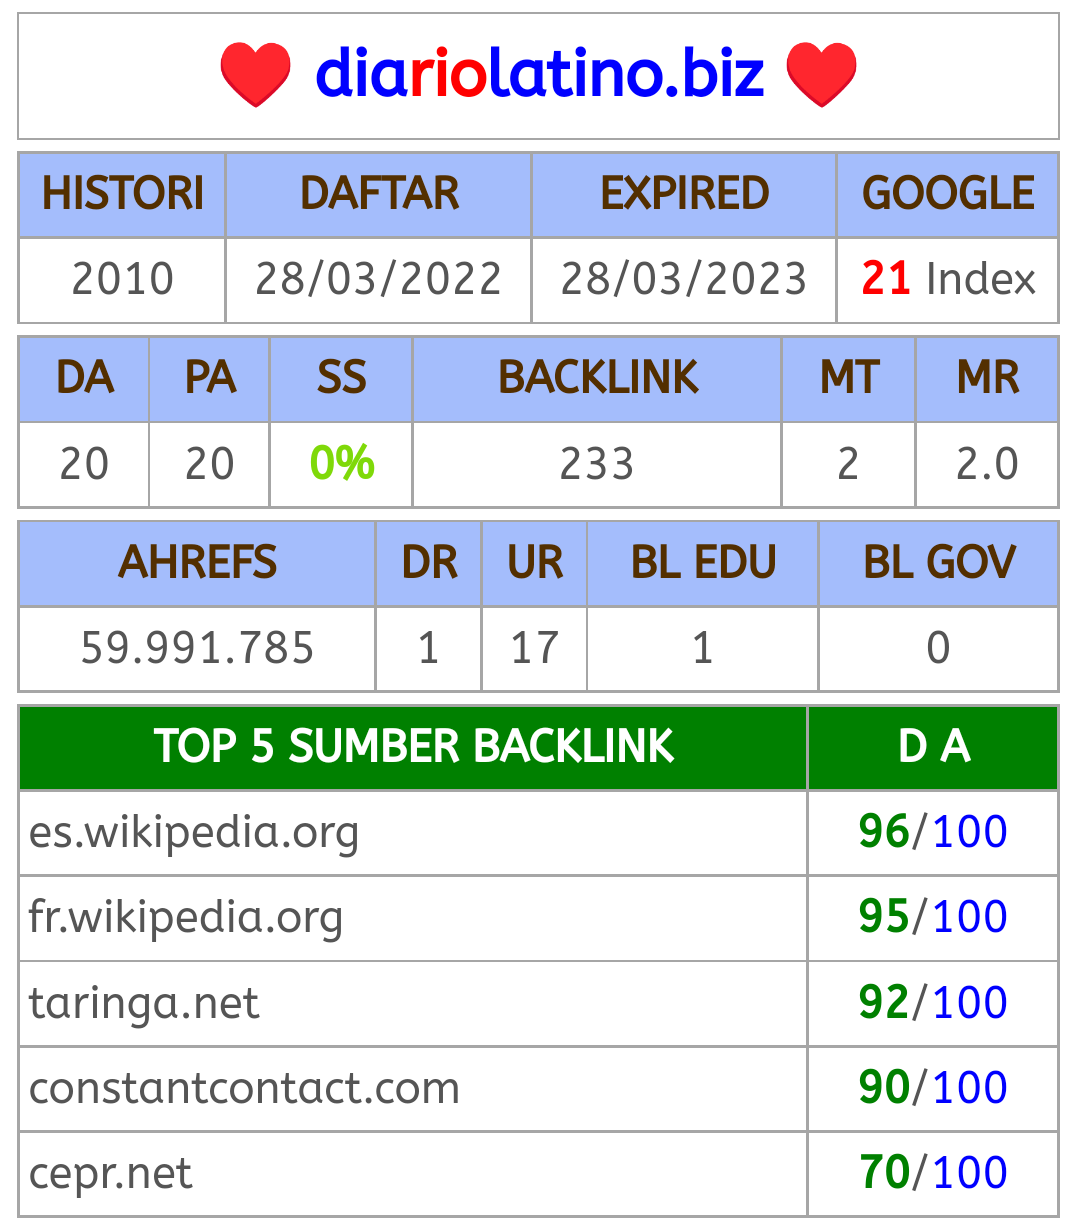 ❤ diariolatino.biz ❤
HISTORI DAFTAR EXPIRED GOOGLE
2010 28/03/2022 28/03/2023 21 Index
DA PA SS BACKLINK MT MR
20 20 0% 233 2 2.0
AHREFS DR UR BL EDU BL GOV
59.991.785 1 17 1 0
TOP 5 SUMBER BACKLINK D A
es.wikipedia.org 96/100
fr.wikipedia.org 95/100
taringa.net 92/100
constantcontact.com 90/100
cepr.net 70/100